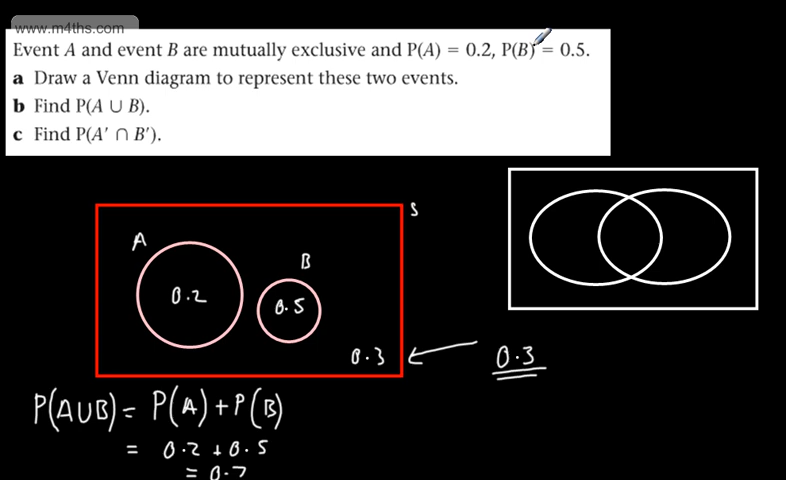 www.m4ths.com
Event A and event B are mutually exclusive and P(A) = 0.2, P(B) = 0.5.
a Draw a Venn diagram to represent these two events.
b Find P(A ∪ B).
c Find P(A′ ∩ B′).
S
A
B
0.2
0.5
0.3
0.3
P(A∪B) = P(A) + P(B)
= 0.2 + 0.5
= 0.7